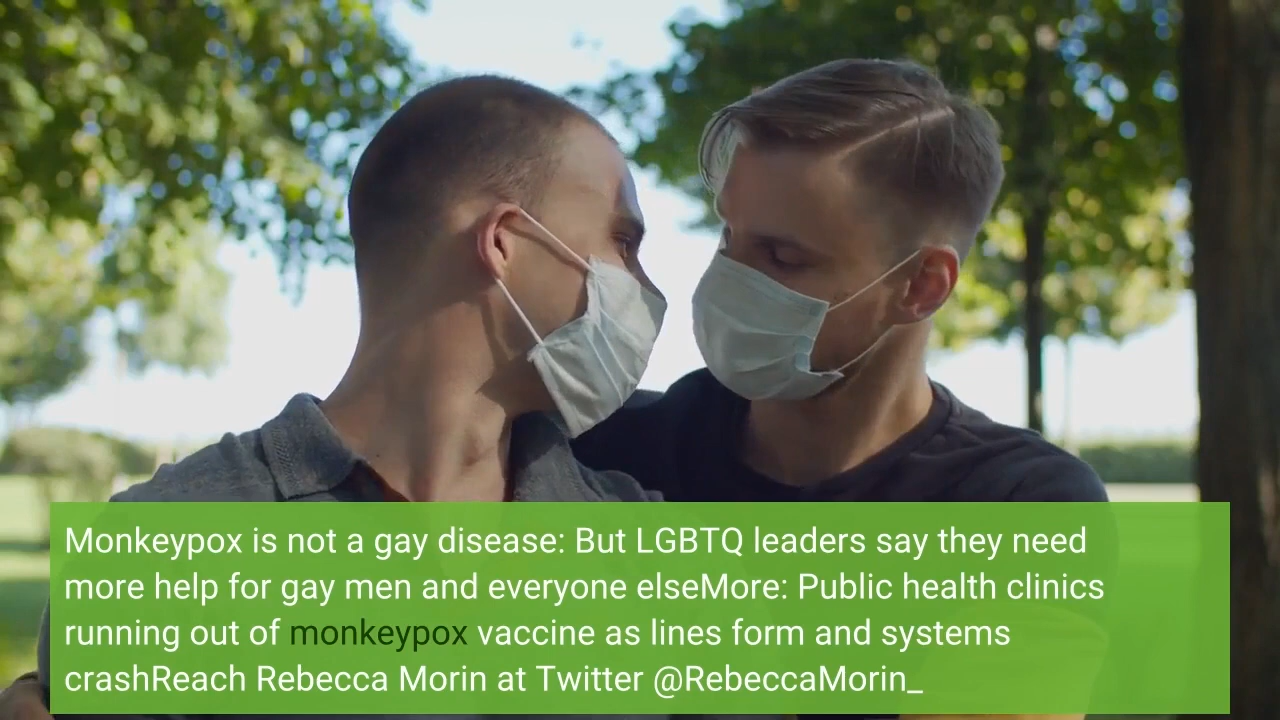 Monkeypox is not a gay disease: But LGBTQ leaders say they need
more help for gay men and everyone elseMore: Public health clinics
running out of monkeypox vaccine as lines form and systems
crashReach Rebecca Morin at Twitter @RebeccaMorin_